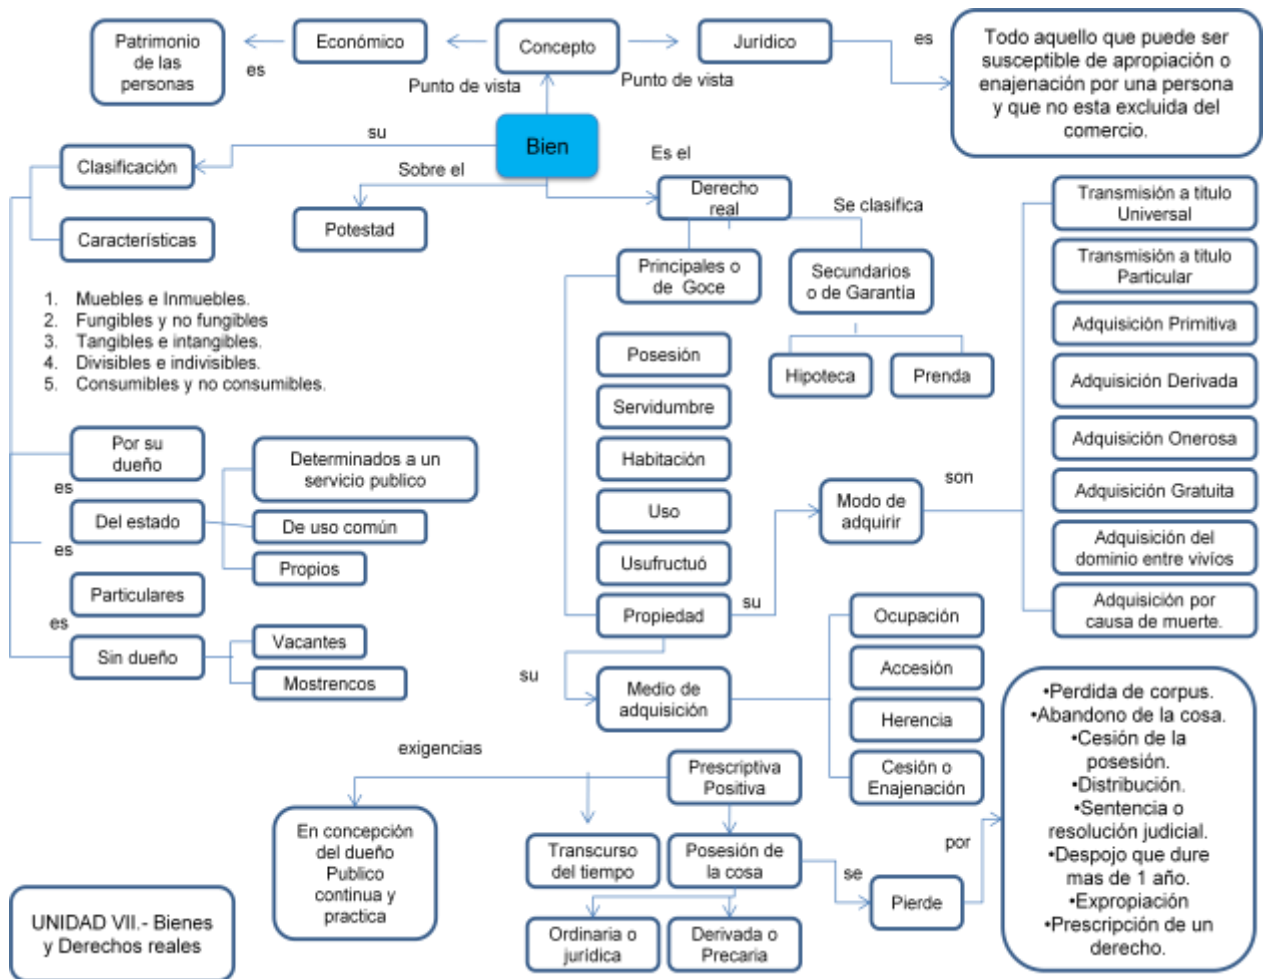 Patrimonio
de las
personas
es
Económico
Concepto
Jurídico
es
Todo aquello que puede ser
susceptible de apropiación o
enajenación por una persona
y que no esta excluida del
comercio.
Punto de vista
Punto de vista
su
Bien
Clasificación
Sobre el
Es el
Derecho
real
Se clasifica
Potestad
Característícas
Principales o
de Goce
Secundarios
o de Garantía
Hipoteca
Prenda
1. Muebles e Inmuebles.
2. Fungibles y no fungibles
3. Tangibles e intangibles.
4. Divisibles e indivisibles.
5. Consumibles y no consumibles.
Posesión
Servidumbre
Habitación
Uso
Usufructuó
Propiedad
su
Modo de
adquirir
son
Transmisión a titulo
Universal
Transmisión a titulo
Particular
Adquisición Primitiva
Adquisición Derivada
Adquisición Onerosa
Adquisición Gratuita
Adquisición del
dominio entre vivíos
Adquisición por
causa de muerte.
Por su
dueño
es
Del estado
es
Particulares
es
Sin dueño
Determinados a un
servicio publico
De uso común
Propios
Vacantes
Mostrencos
su
Medio de
adquisición
Ocupación
Accesión
Herencia
Cesión o
Enajenación
exigencias
Prescriptiva
Positiva
En concepción
del dueño
Publico
continua y
practica
Transcurso
del tiempo
Posesión de
la cosa
Ordinaria o
jurídica
Derivada o
Precaria
se
Pierde
por
•Perdida de corpus.
•Abandono de la cosa.
•Cesión de la
posesión.
•Distribución.
•Sentencia o
resolución judicial.
•Despojo que dure
mas de 1 año.
•Expropiación
•Prescripción de un
derecho.
UNIDAD VII.- Bienes
y Derechos reales